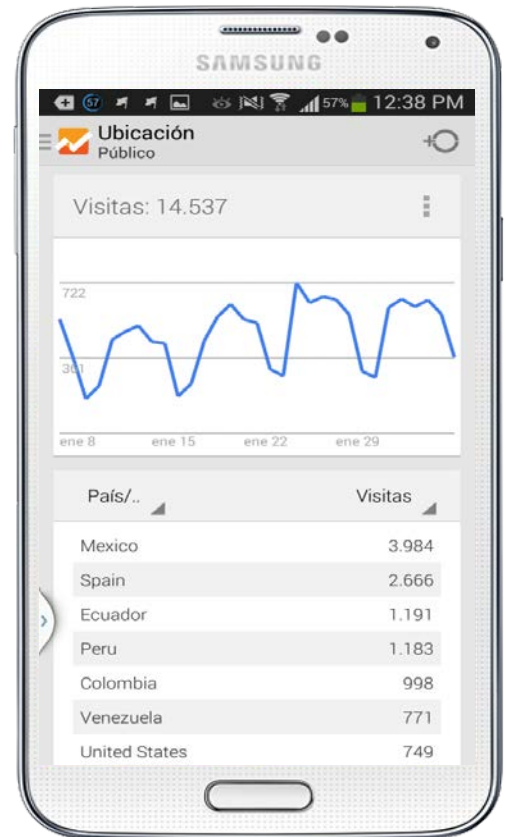 SAMSUNG
57 57% 12:38 PM
Ubicación
Público
Visitas: 14.537
722
361
ene 8 ene 15 ene 22 ene 29
País/.. Visitas
Mexico 3.984
Spain 2.666
Ecuador 1.191
Peru 1.183
Colombia 998
Venezuela 771
United States 749